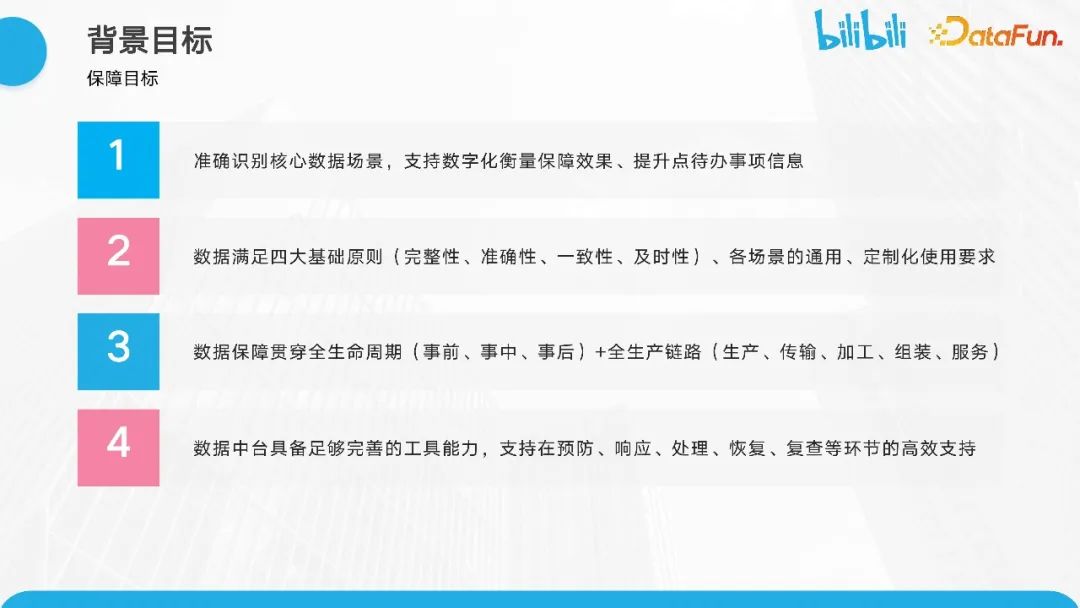 背景目标
保障目标
bilibili
DataFun.
1
准确识别核心数据场景，支持数字化衡量保障效果、提升点待办事项信息
2
数据满足四大基础原则（完整性、准确性、一致性、及时性）、各场景的通用、定制化使用要求
3
数据保障贯穿全生命周期（事前、事中、事后）+全生产链路（生产、传输、加工、组装、服务）
4
数据中台具备足够完善的工具能力，支持在预防、响应、处理、恢复、复查等环节的高效支持